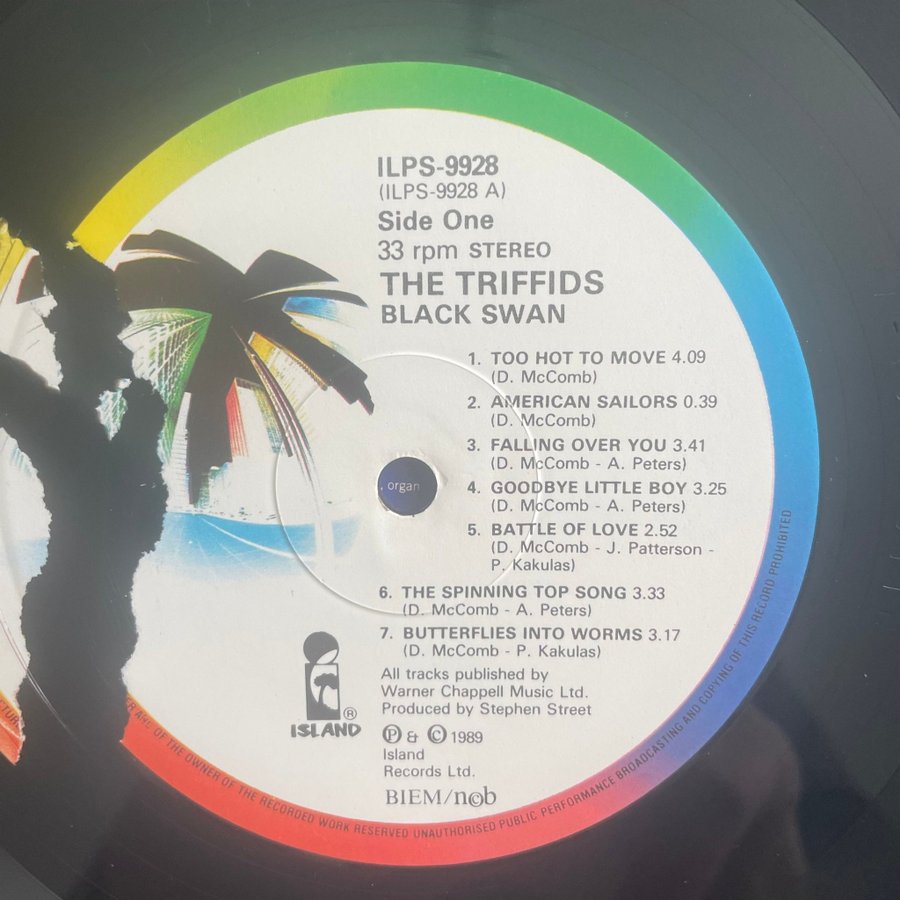 ILPS-9928
(ILPS-9928 A)
Side One
33 rpm STEREO
THE TRIFFIDS
BLACK SWAN
1. TOO HOT TO MOVE 4.09
(D. McComb)
2. AMERICAN SAILORS 0.39
(D. McComb)
3. FALLING OVER YOU 3.41
(D. McComb - A. Peters)
4. GOODBYE LITTLE BOY 3.25
(D. McComb - A. Peters)
organ
5. BATTLE OF LOVE 2.52
(D. McComb - J. Patterson -
P. Kakulas)
6. THE SPINNING TOP SONG 3.33
(D. McComb - A. Peters)
7. BUTTERFLIES INTO WORMS 3.17
(D. McComb - P. Kakulas)
All tracks published by
Warner Chappell Music Ltd.
Produced by Stephen Street
ISLAND ®
Ⓟ & © 1989
Island
Records Ltd.
BIEM/ncb
OF THE OWNER OF THE RECORDED WORK RESERVED UNAUTHORISED PUBLIC PERFORMANCE BROADCASTING AND COPYING OF THIS RECORD PROHIBITED